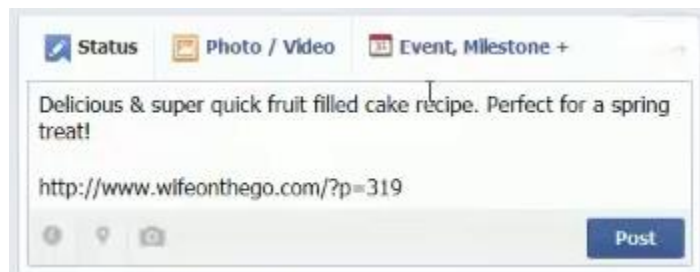 Status Photo / Video Event, Milestone +
Delicious & super quick fruit filled cake recipe. Perfect for a spring
treat!
http://www.wifeonthego.com/?p=319
Post